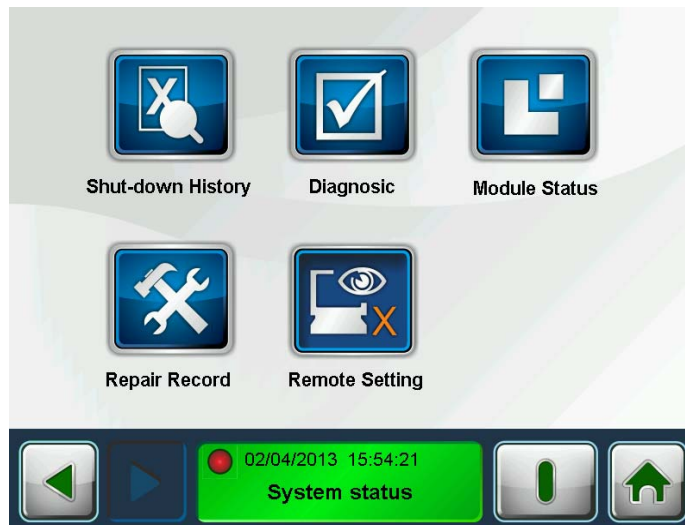 Shut-down History
Diagnosic
Module Status
Repair Record
Remote Setting
02/04/2013 15:54:21
System status